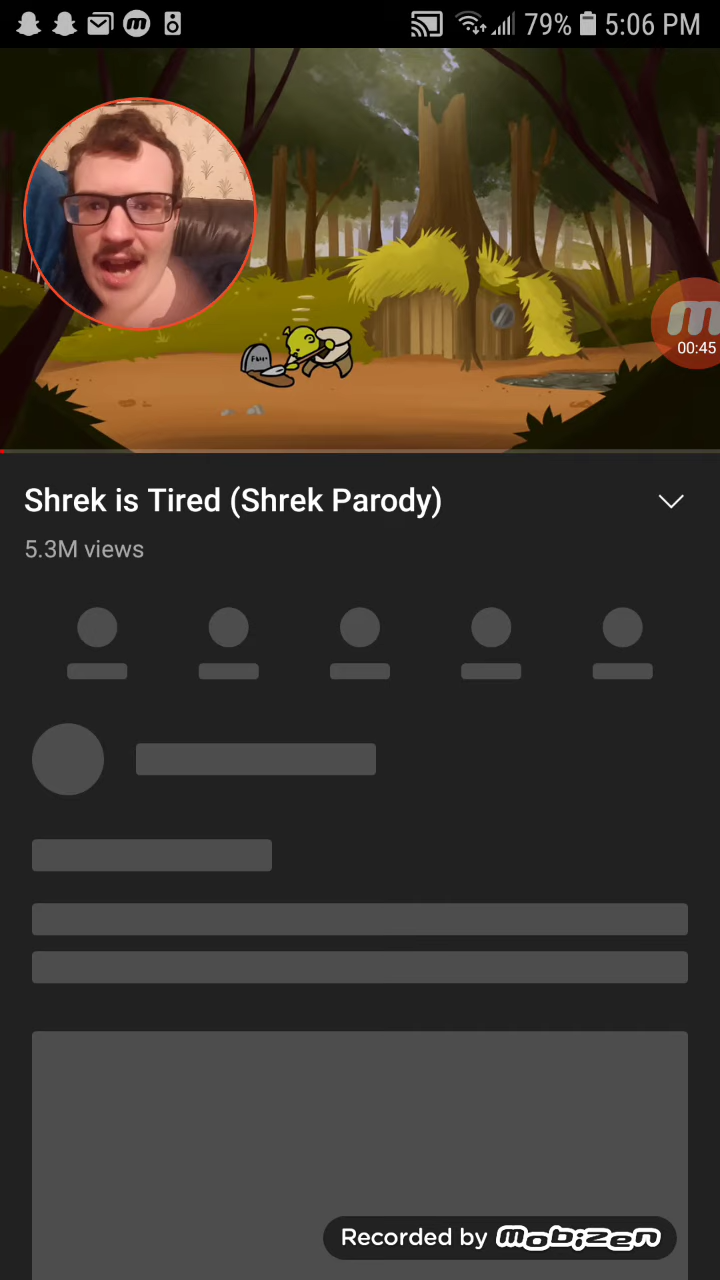 79% 5:06 PM
00:45
Shrek is Tired (Shrek Parody)
5.3M views
Recorded by mobizen